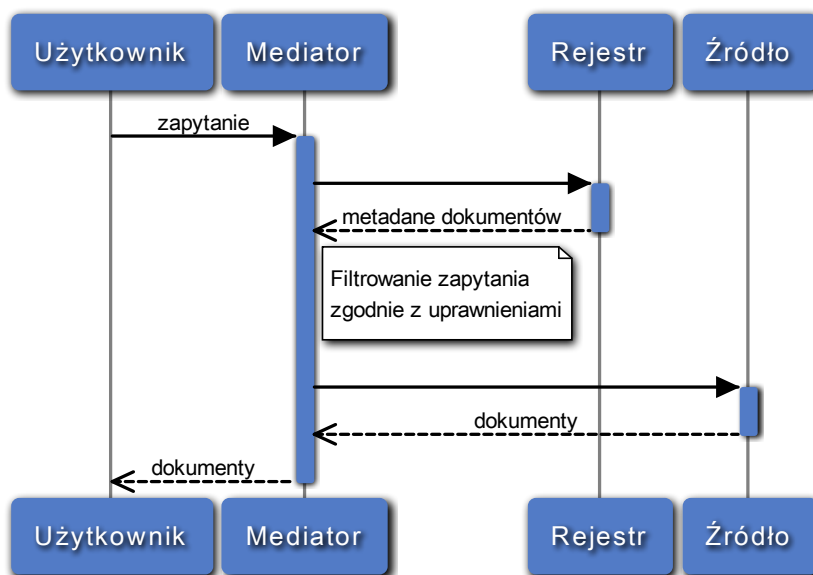 Użytkownik
Mediator
Rejestr
Źródło
zapytanie
metadane dokumentów
Filtrowanie zapytania
zgodnie z uprawnieniami
dokumenty
dokumenty
Użytkownik
Mediator
Rejestr
Źródło